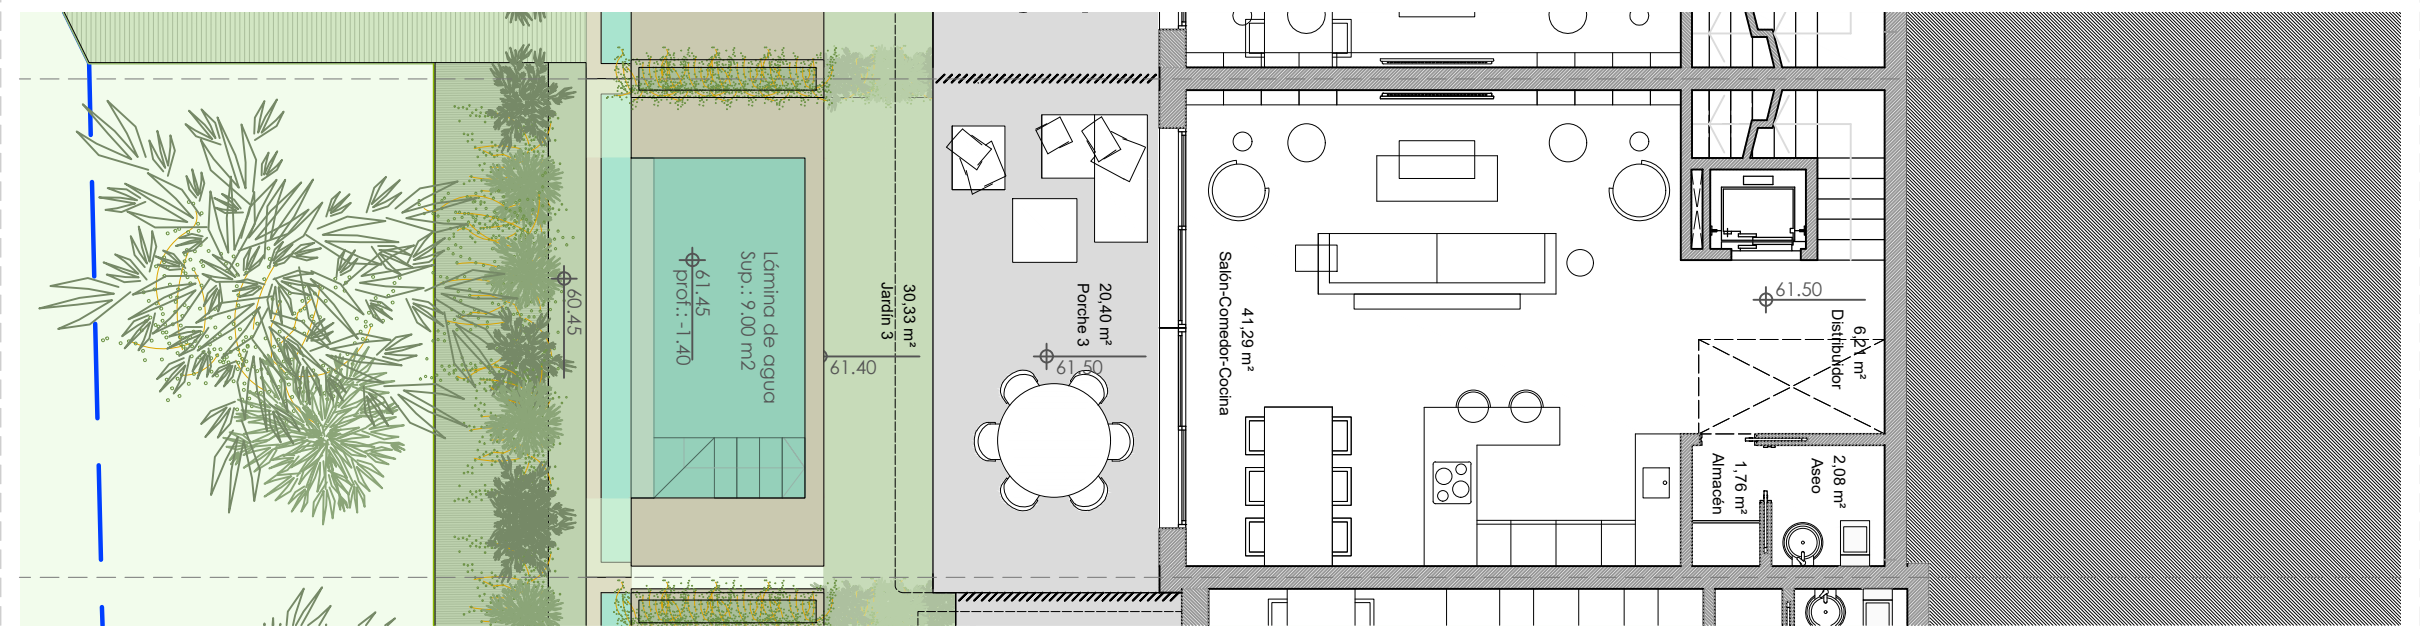 60.45
61.45
prof.: -1.40
Lámina de agua
Sup.: 9.00 m2
61.40
30,33 m²
Jardín 3
20,40 m²
Porche 3
61.50
41,29 m²
Salón-Comedor-Cocina
61.50
6,21 m²
Distribuidor
1,76 m²
Almacén
2,08 m²
Aseo